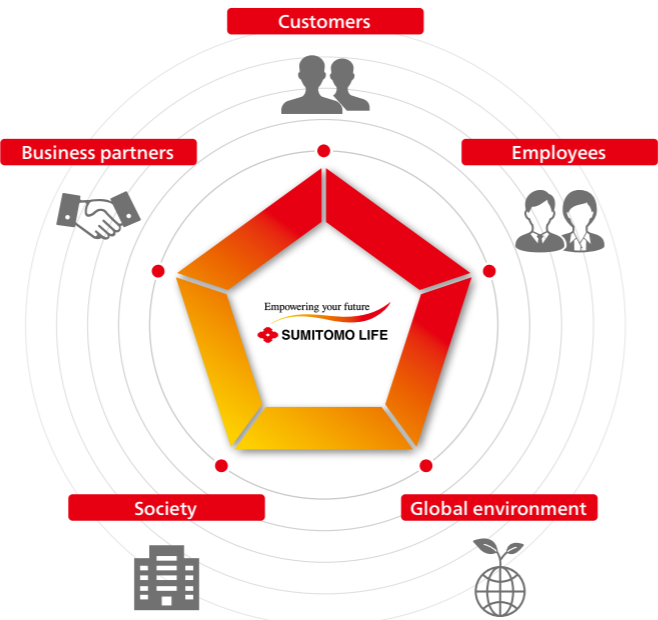 Customers
Business partners
Employees
Empowering your future
SUMITOMO LIFE
Society
Global environment